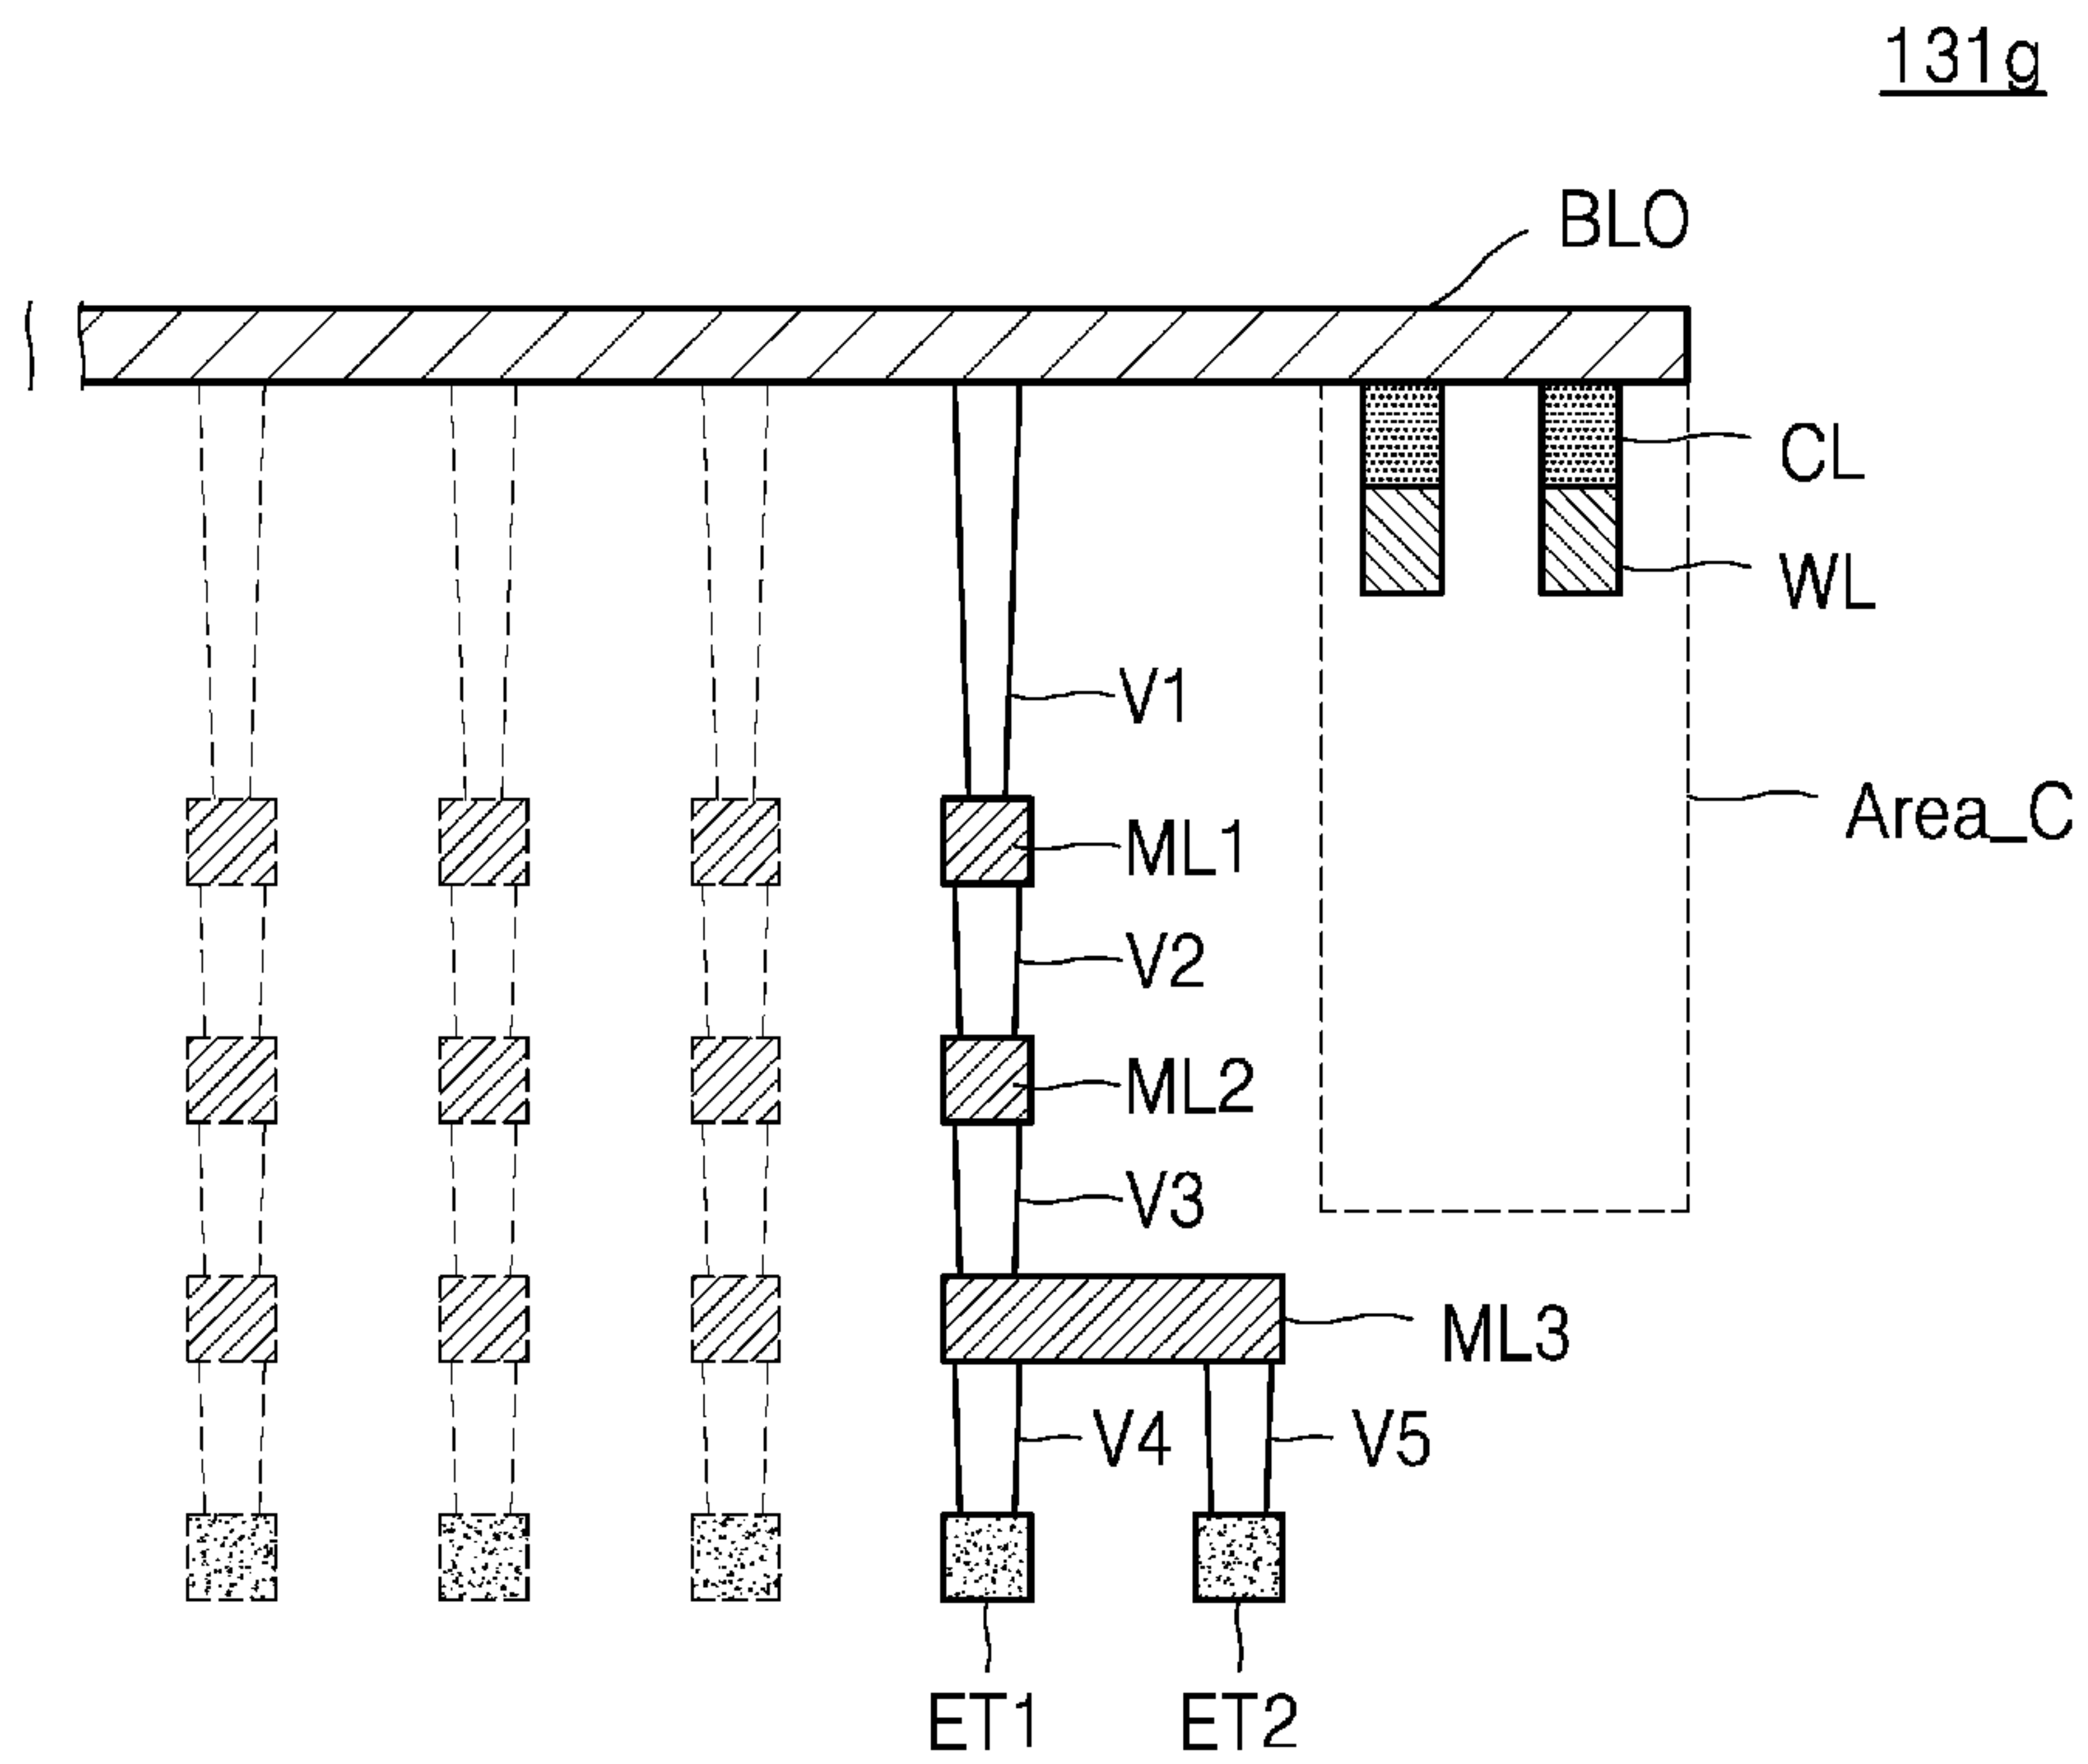 131g
BLO
CL
WL
V1
Area_C
ML1
V2
ML2
V3
ML3
V4
V5
ET1
ET2